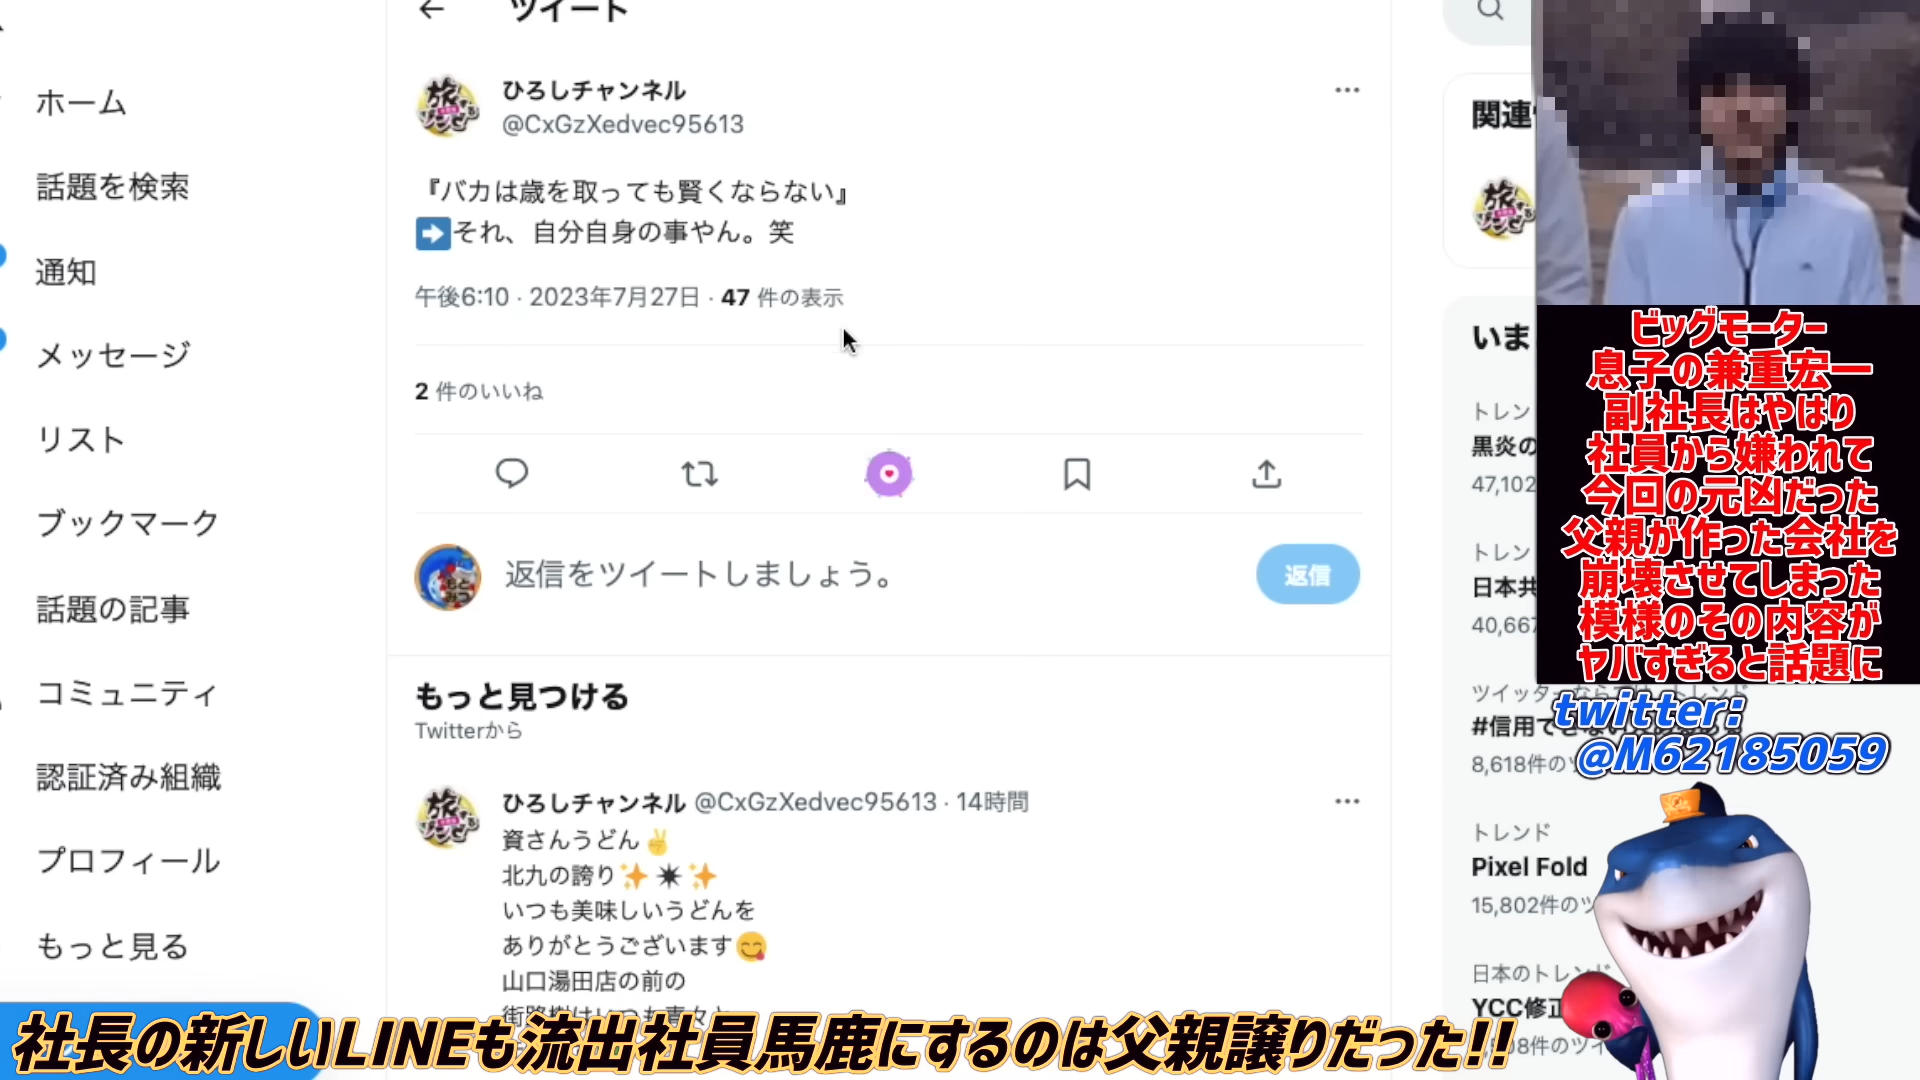 ツイート
ホーム
話題を検索
通知
メッセージ
リスト
ブックマーク
話題の記事
コミュニティ
認証済み組織
プロフィール
もっと見る
ひろしチャンネル
@CxGzXedvec95613
『バカは歳を取っても賢くならない』
➡それ、自分自身の事やん。笑
午後6:10 · 2023年7月27日 · 47 件の表示
2 件のいいね
返信をツイートしましょう。
返信
もっと見つける
Twitterから
ひろしチャンネル @CxGzXedvec95613 · 14時間
資さんうどん✌
北九の誇り✨✴✨
いつも美味しいうどんを
ありがとうございます😋
山口湯田店の前の
関連
いま
トレン
黒炎の
47,102
トレン
日本共
40,667
#信用で
8,618件の
トレンド
Pixel Fold
15,802件のツ
日本のトレンド
YCC修正
ビッグモーター
息子の兼重宏一
副社長はやはり
社員から嫌われて
今回の元凶だった
父親が作った会社を
崩壊させてしまった
模様のその内容が
ヤバすぎると話題に
twitter:
@M62185059
社長の新しいLINEも流出社員馬鹿にするのは父親譲りだった!!